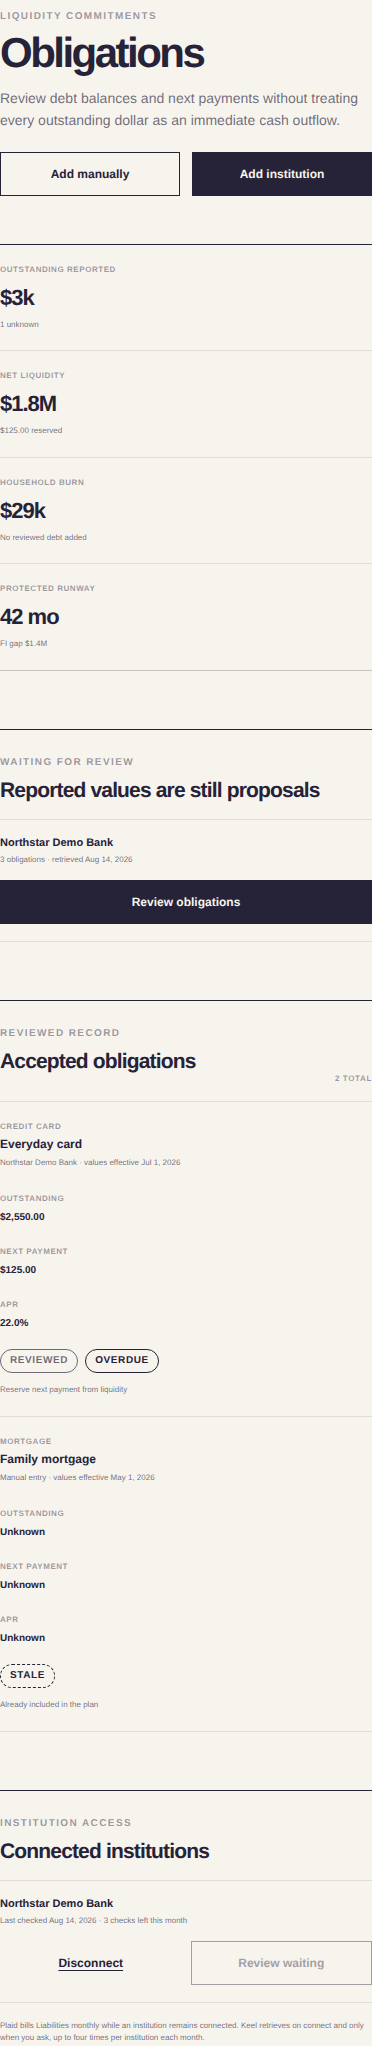 LIQUIDITY COMMITMENTS
Obligations
Review debt balances and next payments without treating
every outstanding dollar as an immediate cash outflow.
Add manually
Add institution
OUTSTANDING REPORTED
$3k
1 unknown
NET LIQUIDITY
$1.8M
$125.00 reserved
HOUSEHOLD BURN
$29k
No reviewed debt added
PROTECTED RUNWAY
42 mo
FI gap $1.4M
WAITING FOR REVIEW
Reported values are still proposals
Northstar Demo Bank
3 obligations · retrieved Aug 14, 2026
Review obligations
REVIEWED RECORD
Accepted obligations
2 TOTAL
CREDIT CARD
Everyday card
Northstar Demo Bank · values effective Jul 1, 2026
OUTSTANDING
$2,550.00
NEXT PAYMENT
$125.00
APR
22.0%
REVIEWED OVERDUE
Reserve next payment from liquidity
MORTGAGE
Family mortgage
Manual entry · values effective May 1, 2026
OUTSTANDING
Unknown
NEXT PAYMENT
Unknown
APR
Unknown
STALE
Already included in the plan
INSTITUTION ACCESS
Connected institutions
Northstar Demo Bank
Last checked Aug 14, 2026 · 3 checks left this month
Disconnect
Review waiting
Plaid bills Liabilities monthly while an institution remains connected. Keel retrieves on connect and only
when you ask, up to four times per institution each month.